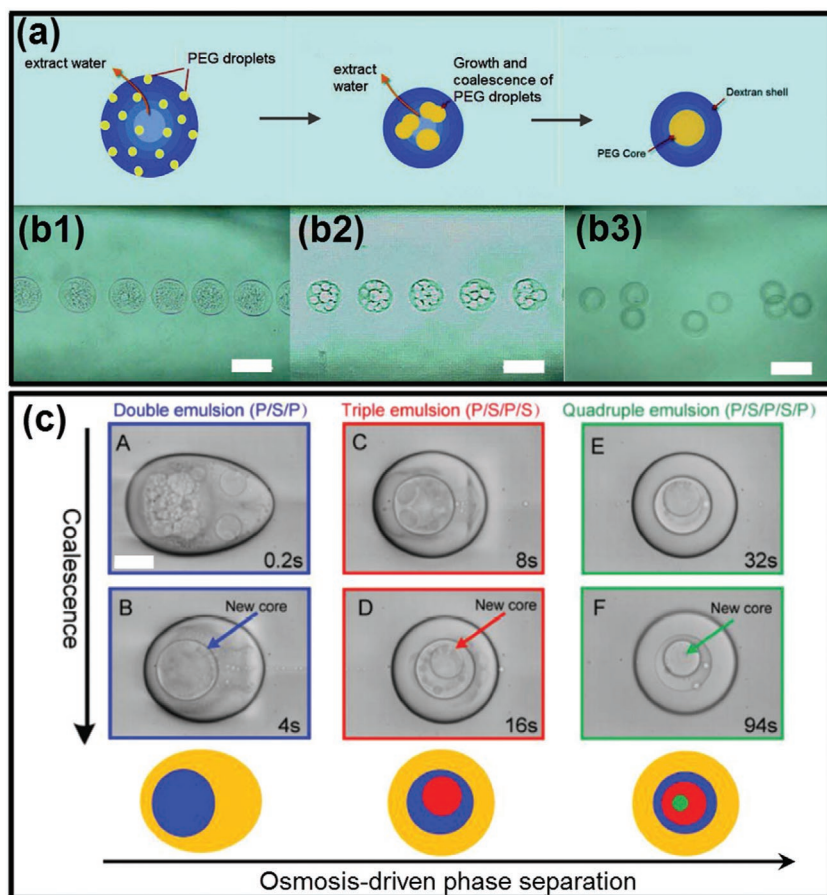 (a)
extract water
PEG droplets
extract
water
Growth and
coalescence of
PEG droplets
Dextran shell
PEG Core
(b1)
(b2)
(b3)
(c)
Double emulsion (P/S/P)
Triple emulsion (P/S/P/S)
Quadruple emulsion (P/S/P/S/P)
Coalescence
A
0.2s
C
8s
E
32s
B
New core
4s
D
New core
16s
F
New core
94s
Osmosis-driven phase separation